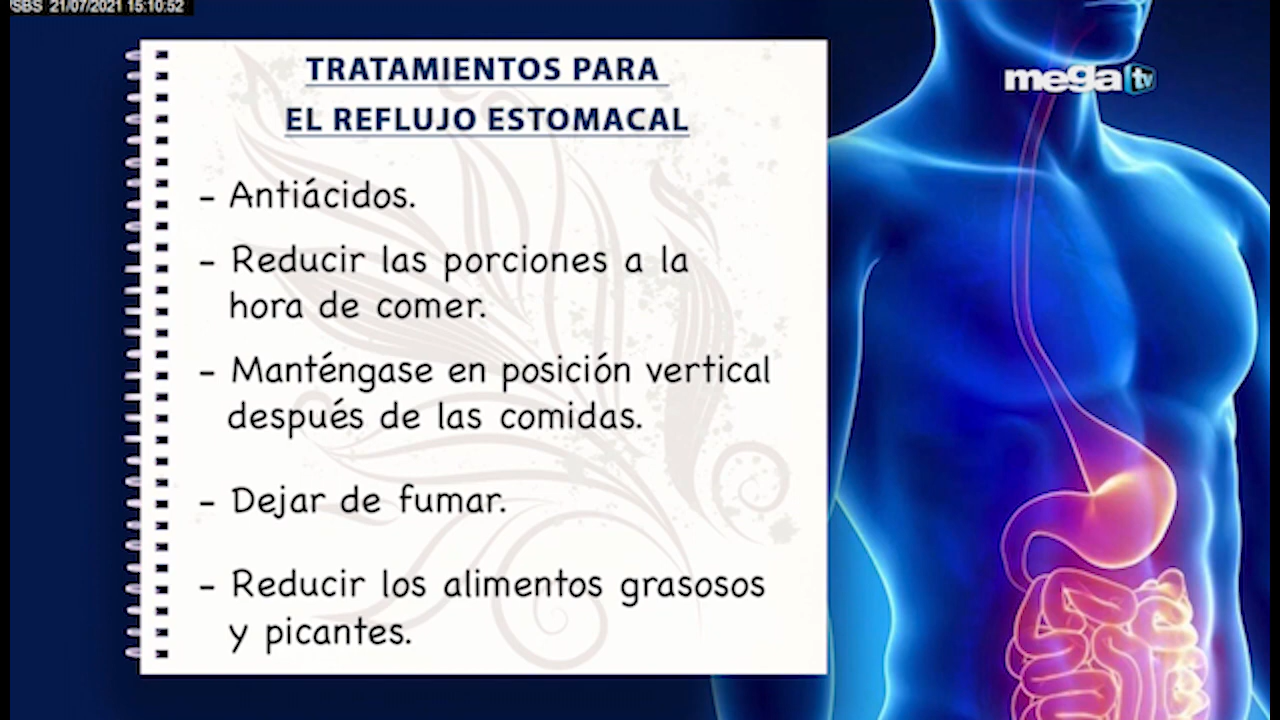 SBS 21/07/2021 15:10:52
TRATAMIENTOS PARA
EL REFLUJO ESTOMACAL
mega tv
- Antiácidos.
- Reducir las porciones a la
hora de comer.
- Manténgase en posición vertical
después de las comidas.
- Dejar de fumar.
- Reducir los alimentos grasosos
y picantes.